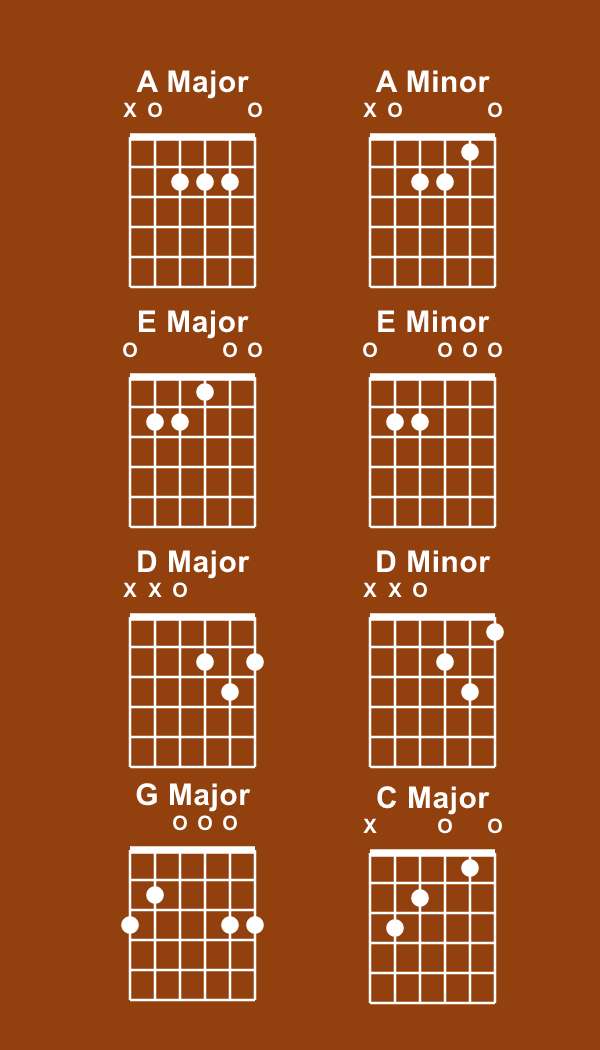 A Major
X O O
A Minor
X O O
E Major
O O O
E Minor
O O O O
D Major
X X O
D Minor
X X O
G Major
O O O
C Major
X O O